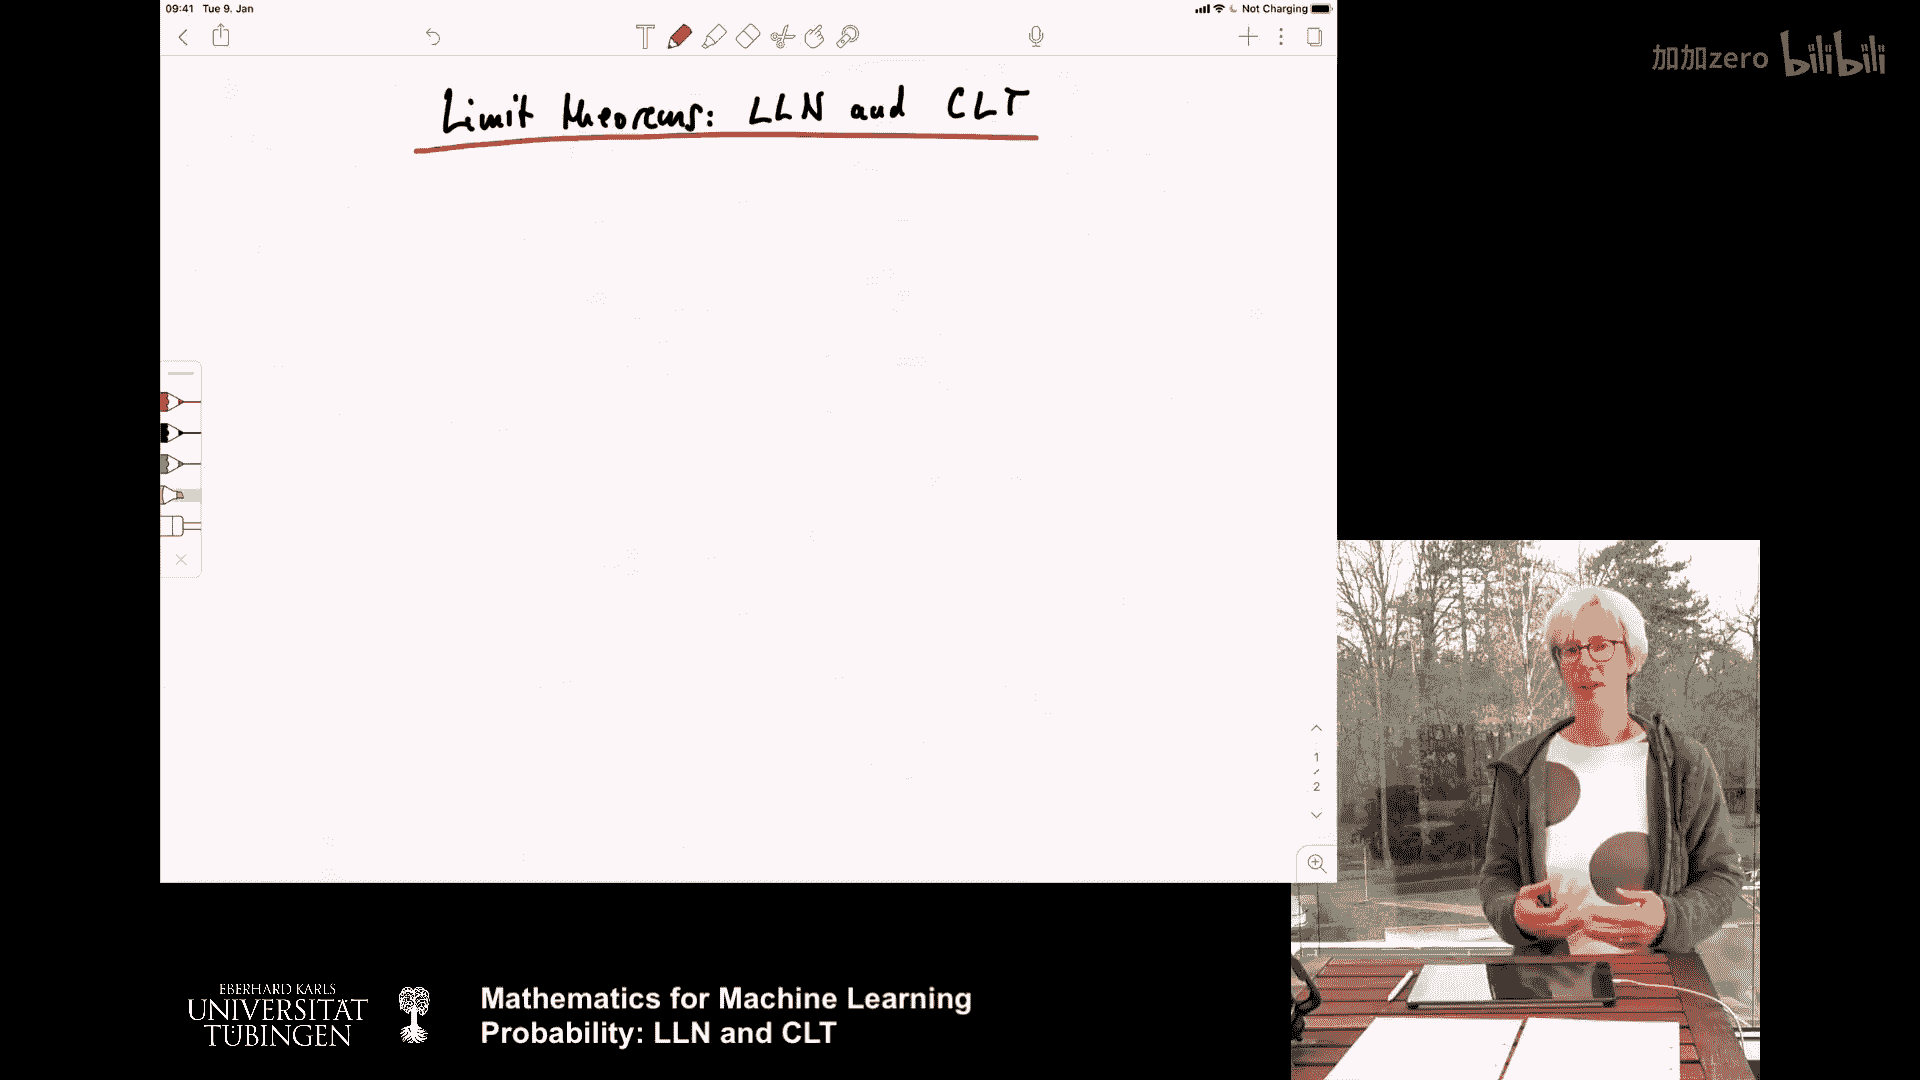 09:41 Tue 9. Jan
Not Charging
加加zero bilibili
Limit theorems: LLN and CLT
1
2
EBERHARD KARLS
UNIVERSITÄT
TÜBINGEN
Mathematics for Machine Learning
Probability: LLN and CLT